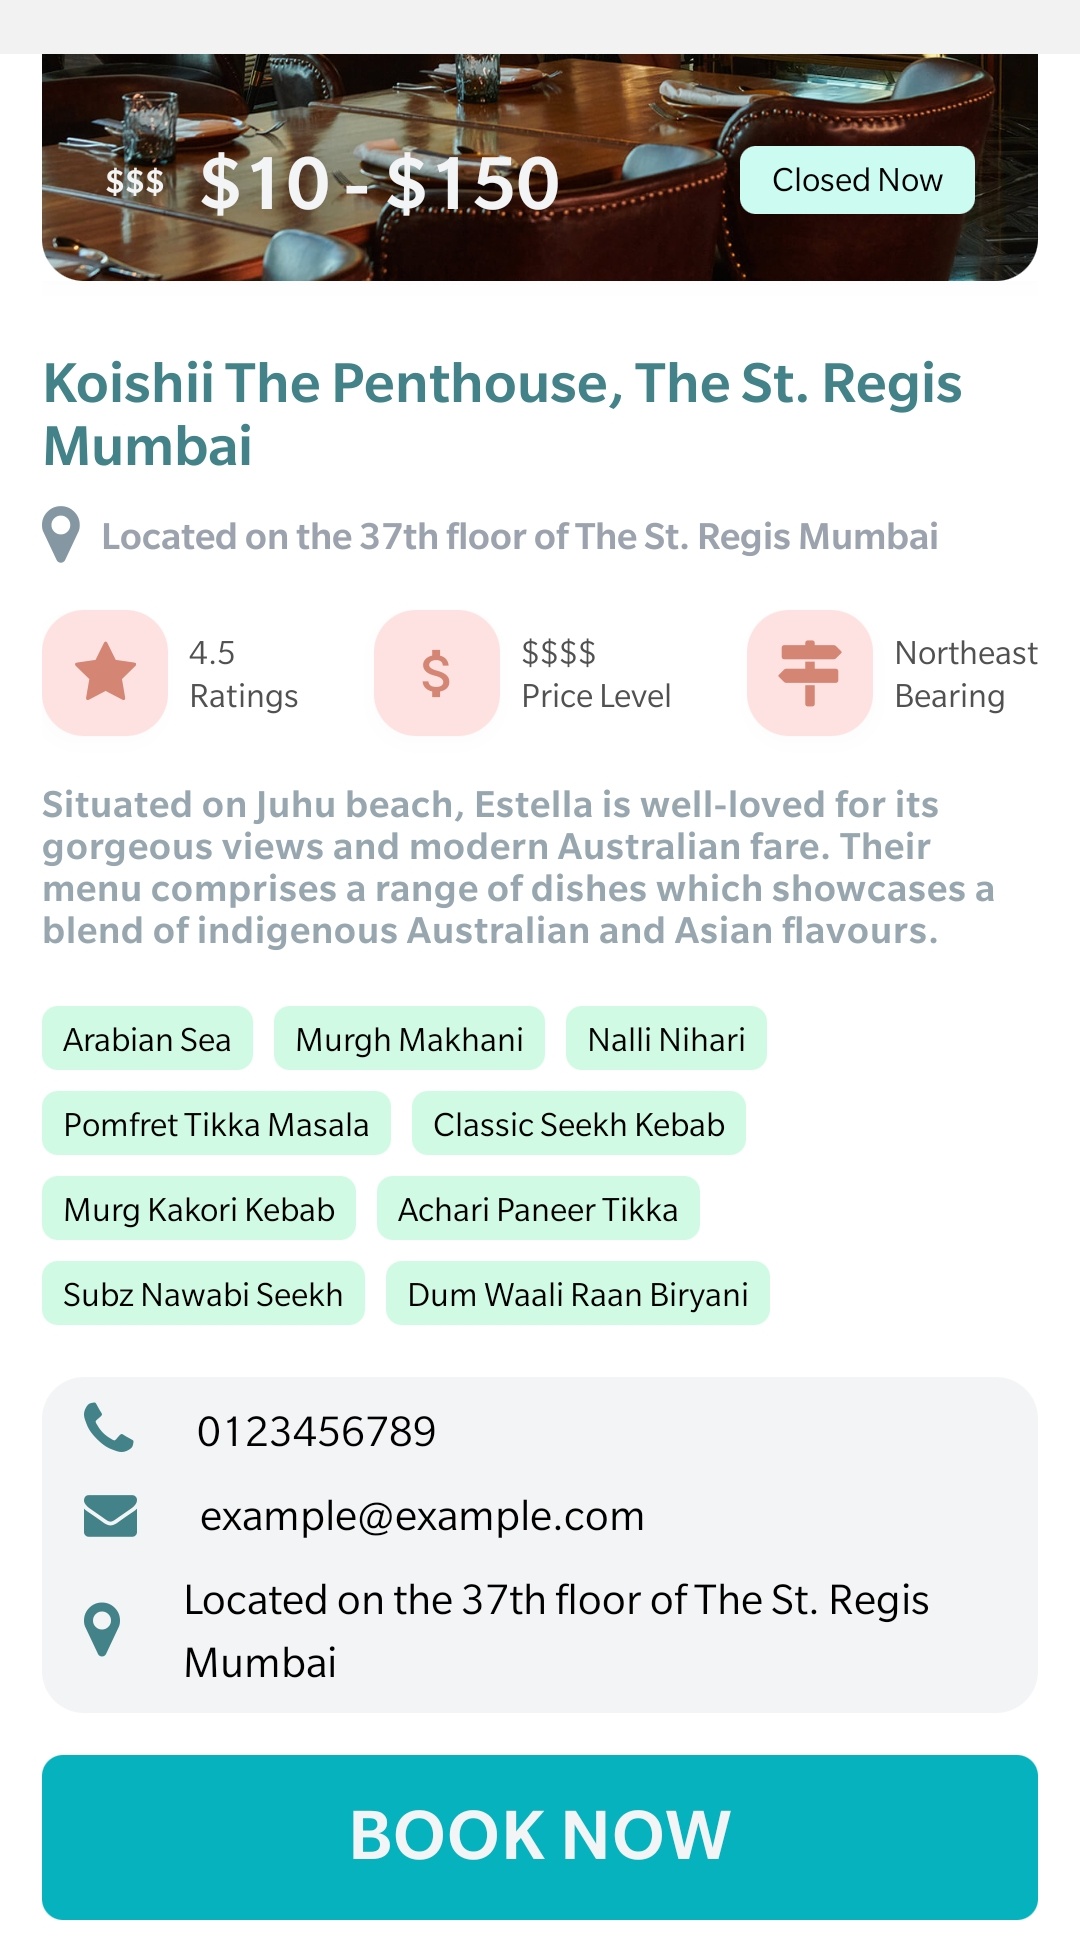 $$$ $10 - $150 Closed Now
Koishii The Penthouse, The St. Regis
Mumbai
Located on the 37th floor of The St. Regis Mumbai
4.5 $$$$ Northeast
Ratings Price Level Bearing
Situated on Juhu beach, Estella is well-loved for its
gorgeous views and modern Australian fare. Their
menu comprises a range of dishes which showcases a
blend of indigenous Australian and Asian flavours.
Arabian Sea Murgh Makhani Nalli Nihari
Pomfret Tikka Masala Classic Seekh Kebab
Murg Kakori Kebab Achari Paneer Tikka
Subz Nawabi Seekh Dum Waali Raan Biryani
0123456789
example@example.com
Located on the 37th floor of The St. Regis
Mumbai
BOOK NOW